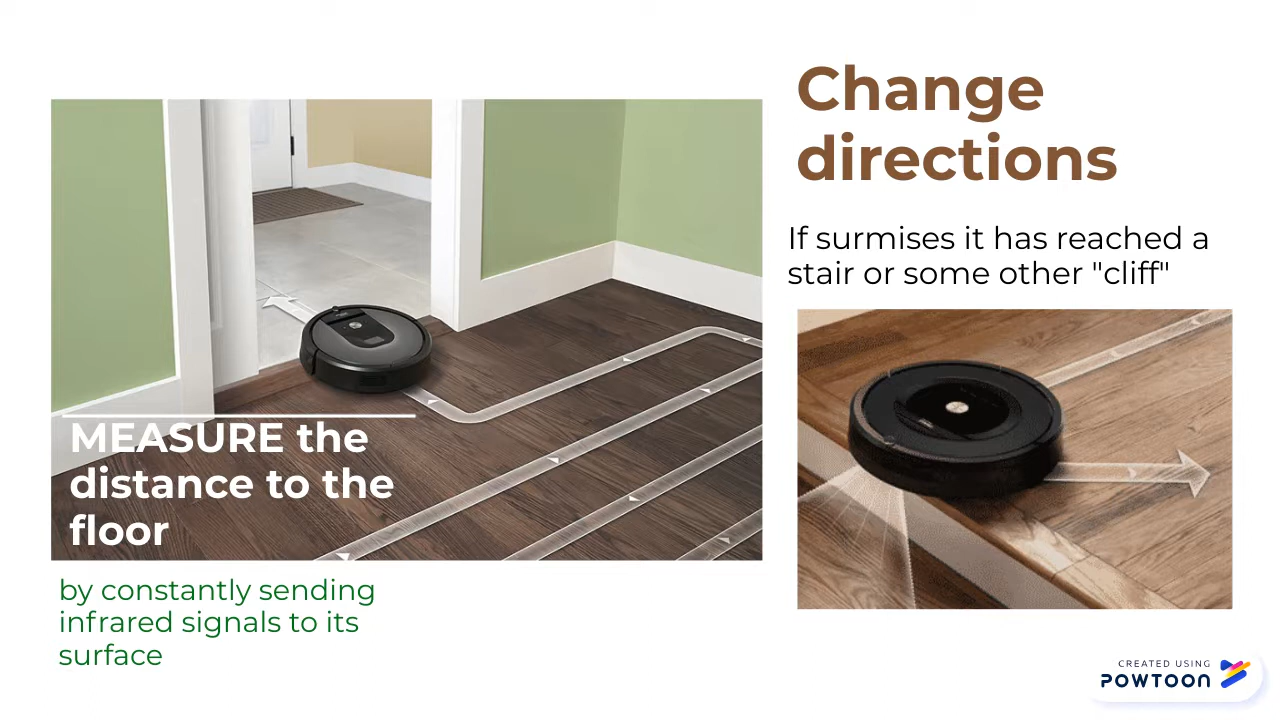 MEASURE the
distance to the
floor
by constantly sending
infrared signals to its
surface
Change
directions
If surmises it has reached a
stair or some other "cliff"
CREATED USING
POWTOON